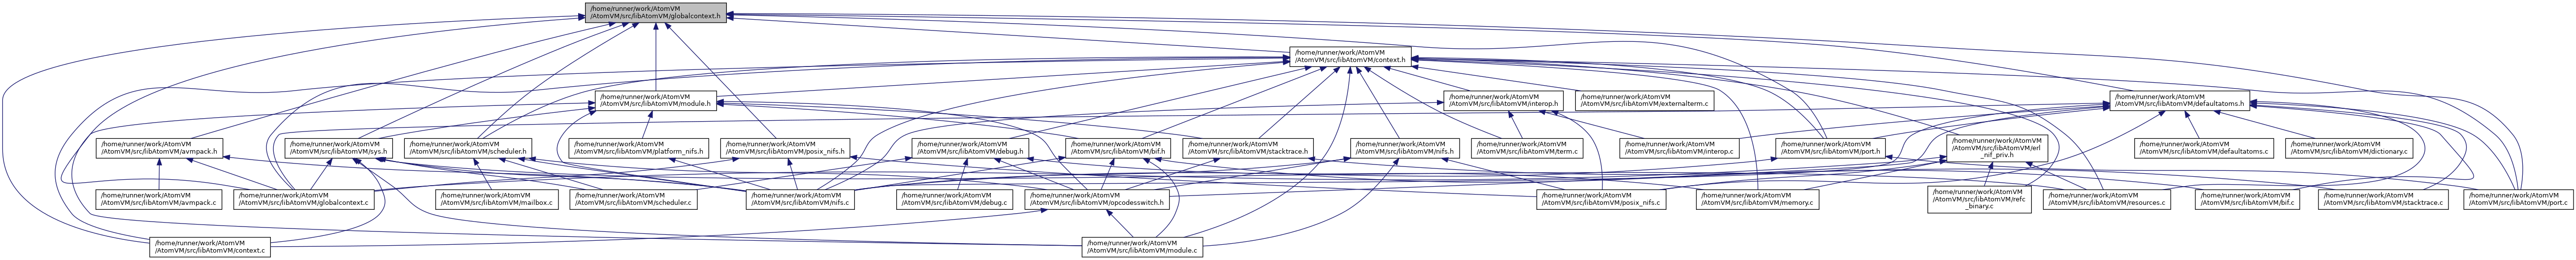 /home/runner/work/AtomVM
/AtomVM/src/libAtomVM/globalcontext.h
/home/runner/work/AtomVM
/AtomVM/src/libAtomVM/context.h
/home/runner/work/AtomVM
/AtomVM/src/libAtomVM/module.h
/home/runner/work/AtomVM
/AtomVM/src/libAtomVM/interop.h
/home/runner/work/AtomVM
/AtomVM/src/libAtomVM/externalterm.c
/home/runner/work/AtomVM
/AtomVM/src/libAtomVM/defaultatoms.h
/home/runner/work/AtomVM
/AtomVM/src/libAtomVM/avmpack.h
/home/runner/work/AtomVM
/AtomVM/src/libAtomVM/sys.h
/home/runner/work/AtomVM
/AtomVM/src/libAtomVM/scheduler.h
/home/runner/work/AtomVM
/AtomVM/src/libAtomVM/platform_nifs.h
/home/runner/work/AtomVM
/AtomVM/src/libAtomVM/posix_nifs.h
/home/runner/work/AtomVM
/AtomVM/src/libAtomVM/debug.h
/home/runner/work/AtomVM
/AtomVM/src/libAtomVM/bif.h
/home/runner/work/AtomVM
/AtomVM/src/libAtomVM/stacktrace.h
/home/runner/work/AtomVM
/AtomVM/src/libAtomVM/nifs.h
/home/runner/work/AtomVM
/AtomVM/src/libAtomVM/term.c
/home/runner/work/AtomVM
/AtomVM/src/libAtomVM/interop.c
/home/runner/work/AtomVM
/AtomVM/src/libAtomVM/port.h
/home/runner/work/AtomVM
/AtomVM/src/libAtomVM/erl
_nif_priv.h
/home/runner/work/AtomVM
/AtomVM/src/libAtomVM/defaultatoms.c
/home/runner/work/AtomVM
/AtomVM/src/libAtomVM/dictionary.c
/home/runner/work/AtomVM
/AtomVM/src/libAtomVM/avmpack.c
/home/runner/work/AtomVM
/AtomVM/src/libAtomVM/globalcontext.c
/home/runner/work/AtomVM
/AtomVM/src/libAtomVM/mailbox.c
/home/runner/work/AtomVM
/AtomVM/src/libAtomVM/scheduler.c
/home/runner/work/AtomVM
/AtomVM/src/libAtomVM/nifs.c
/home/runner/work/AtomVM
/AtomVM/src/libAtomVM/debug.c
/home/runner/work/AtomVM
/AtomVM/src/libAtomVM/opcodesswitch.h
/home/runner/work/AtomVM
/AtomVM/src/libAtomVM/posix_nifs.c
/home/runner/work/AtomVM
/AtomVM/src/libAtomVM/memory.c
/home/runner/work/AtomVM
/AtomVM/src/libAtomVM/refc
_binary.c
/home/runner/work/AtomVM
/AtomVM/src/libAtomVM/resources.c
/home/runner/work/AtomVM
/AtomVM/src/libAtomVM/bif.c
/home/runner/work/AtomVM
/AtomVM/src/libAtomVM/stacktrace.c
/home/runner/work/AtomVM
/AtomVM/src/libAtomVM/port.c
/home/runner/work/AtomVM
/AtomVM/src/libAtomVM/context.c
/home/runner/work/AtomVM
/AtomVM/src/libAtomVM/module.c